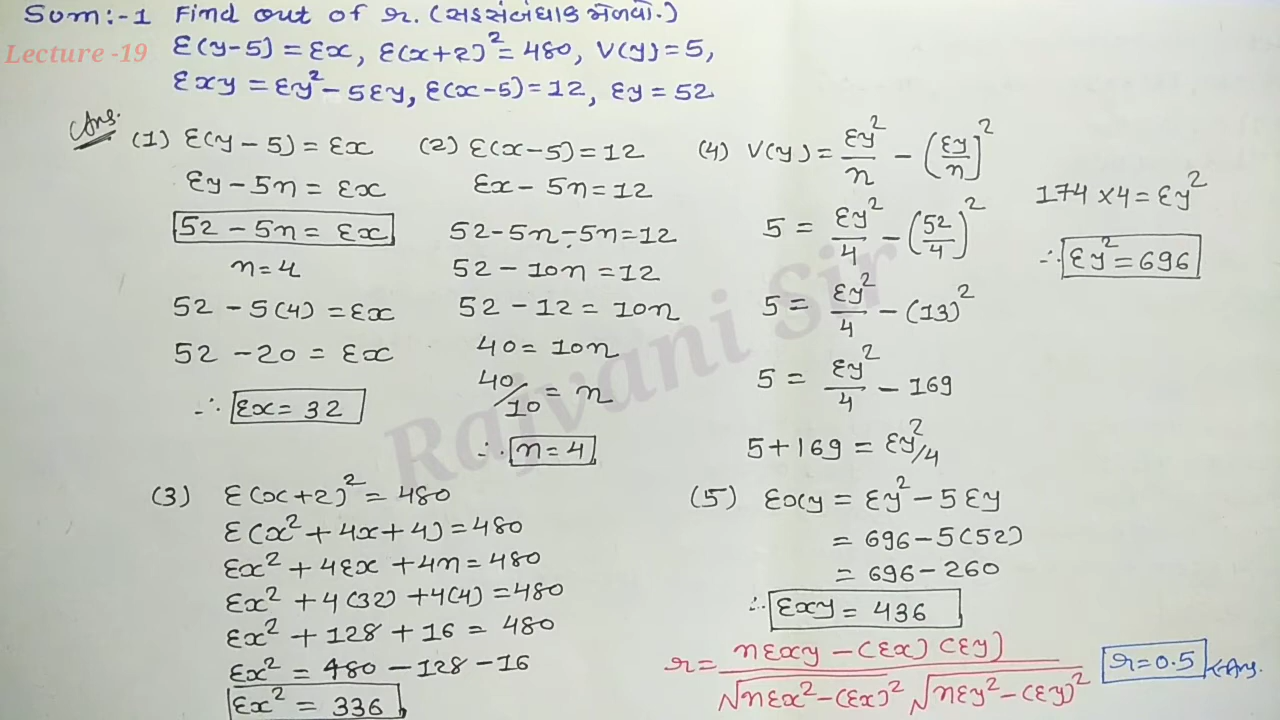 Sum:-1 Find out of r. (સહસંબંધાંક મેળવો.)
Lecture -19
Σ(y-5) = Σx, Σ(x+2)² = 480, V(y) = 5,
Σxy = Σy² - 5Σy, Σ(x-5) = 12, Σy = 52
Ans.
(1) Σ(y-5) = Σx
Σy - 5n = Σx
52 - 5n = Σx
n = 4
52 - 5(4) = Σx
52 - 20 = Σx
∴ Σx = 32
(2) Σ(x-5) = 12
Σx - 5n = 12
52 - 5n - 5n = 12
52 - 10n = 12
52 - 12 = 10n
40 = 10n
40/10 = n
∴ n = 4
(3) Σ(x+2)² = 480
Σ(x² + 4x + 4) = 480
Σx² + 4Σx + 4n = 480
Σx² + 4(32) + 4(4) = 480
Σx² + 128 + 16 = 480
Σx² = 480 - 128 - 16
Σx² = 336
(4) V(y) = Σy²/n - (Σy/n)²
5 = Σy²/4 - (52/4)²
5 = Σy²/4 - (13)²
5 = Σy²/4 - 169
5 + 169 = Σy²/4
174 × 4 = Σy²
∴ Σy² = 696
(5) Σxy = Σy² - 5Σy
= 696 - 5(52)
= 696 - 260
∴ Σxy = 436
r = nΣxy - (Σx)(Σy) / √nΣx² - (Σx)² √nΣy² - (Σy)²
r = 0.5 ← Ans.
Rajvani Sir